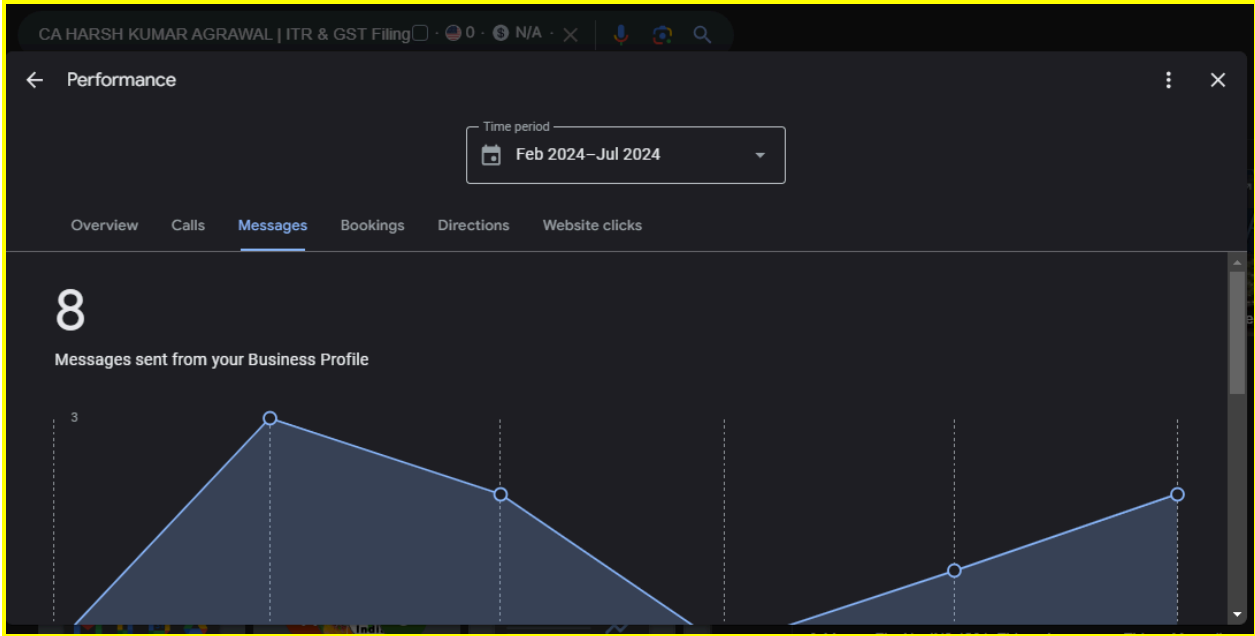 CA HARSH KUMAR AGRAWAL | ITR & GST Filing · 0 · N/A ·
Performance
Time period
Feb 2024–Jul 2024
Overview Calls Messages Bookings Directions Website clicks
8
Messages sent from your Business Profile
3